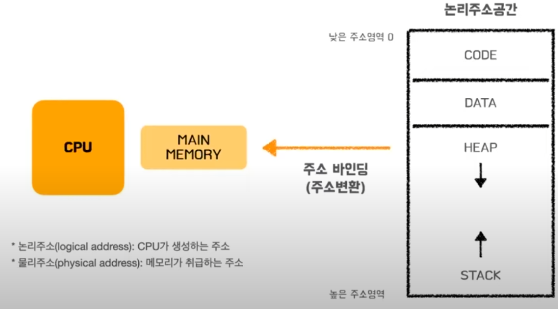 논리주소공간
낮은 주소영역 0
CODE
DATA
HEAP
CPU
MAIN
MEMORY
주소 바인딩
(주소변환)
* 논리주소(logical address): CPU가 생성하는 주소
* 물리주소(physical address): 메모리가 취급하는 주소
STACK
높은 주소영역